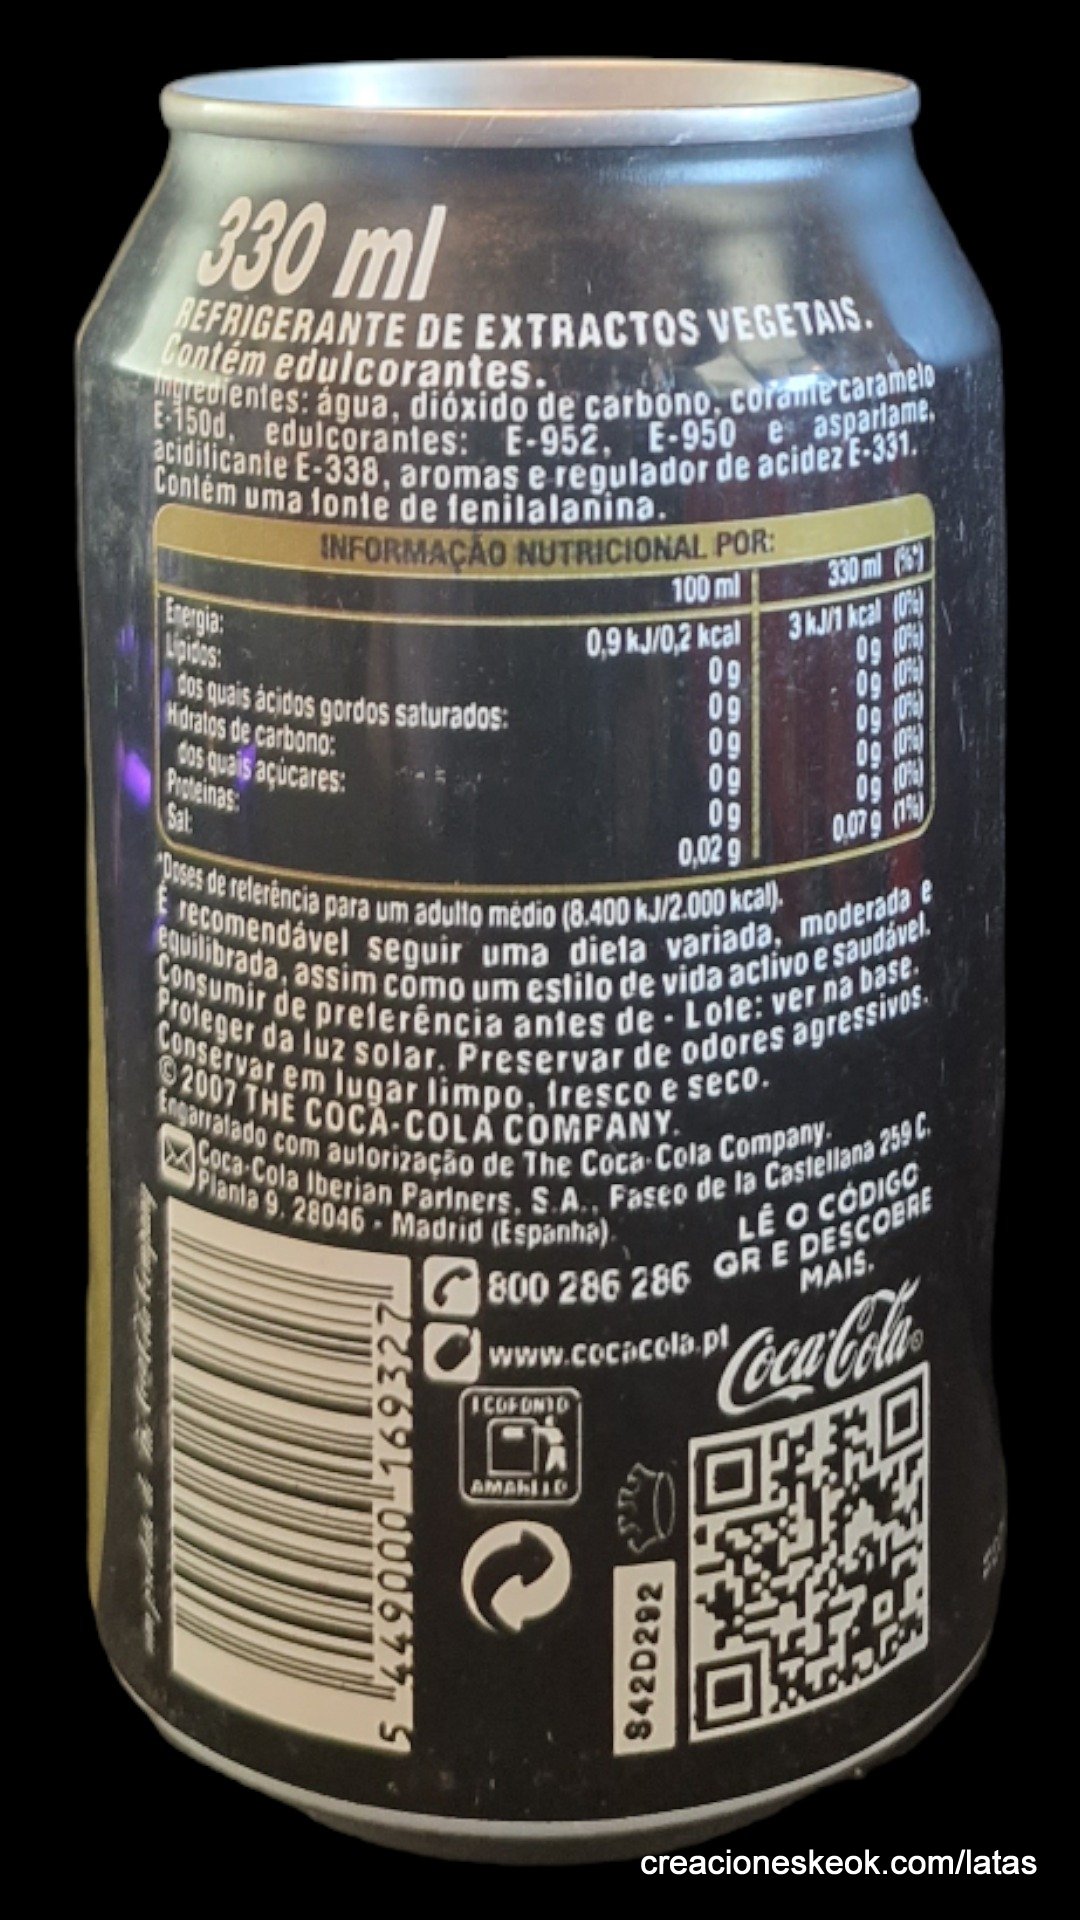 330 ml
REFRIGERANTE DE EXTRACTOS VEGETAIS.
Contém edulcorantes.
Ingredientes: água, dióxido de carbono, corante caramelo
E-150d, edulcorantes: E-952, E-950 e aspartame,
acidificante E-338, aromas e regulador de acidez E-331.
Contém uma fonte de fenilalanina.
INFORMAÇÃO NUTRICIONAL POR:
100 ml 330 ml (%*)
Energia: 0,9 kJ/0,2 kcal 3 kJ/1 kcal (0%)
Lípidos: 0 g 0 g (0%)
dos quais ácidos gordos saturados: 0 g 0 g (0%)
Hidratos de carbono: 0 g 0 g (0%)
dos quais açúcares: 0 g 0 g (0%)
Proteínas: 0 g 0 g (0%)
Sal: 0,02 g 0,07 g (1%)
*Doses de referência para um adulto médio (8.400 kJ/2.000 kcal).
É recomendável seguir uma dieta variada, moderada e
equilibrada, assim como um estilo de vida activo e saudável.
Consumir de preferência antes de - Lote: ver na base.
Proteger da luz solar. Preservar de odores agressivos.
Conservar em lugar limpo, fresco e seco.
© 2007 THE COCA-COLA COMPANY.
Engarrafado com autorização de The Coca-Cola Company.
Coca-Cola Iberian Partners, S.A., Paseo de la Castellana 259 C.
Planta 9, 28046 - Madrid (Espanha).
LÊ O CÓDIGO
QR E DESCOBRE
MAIS.
800 286 286
www.cocacola.pt
Coca-Cola
AMARILLO
S42D292
5 449000 169327
creacioneskeok.com/latas